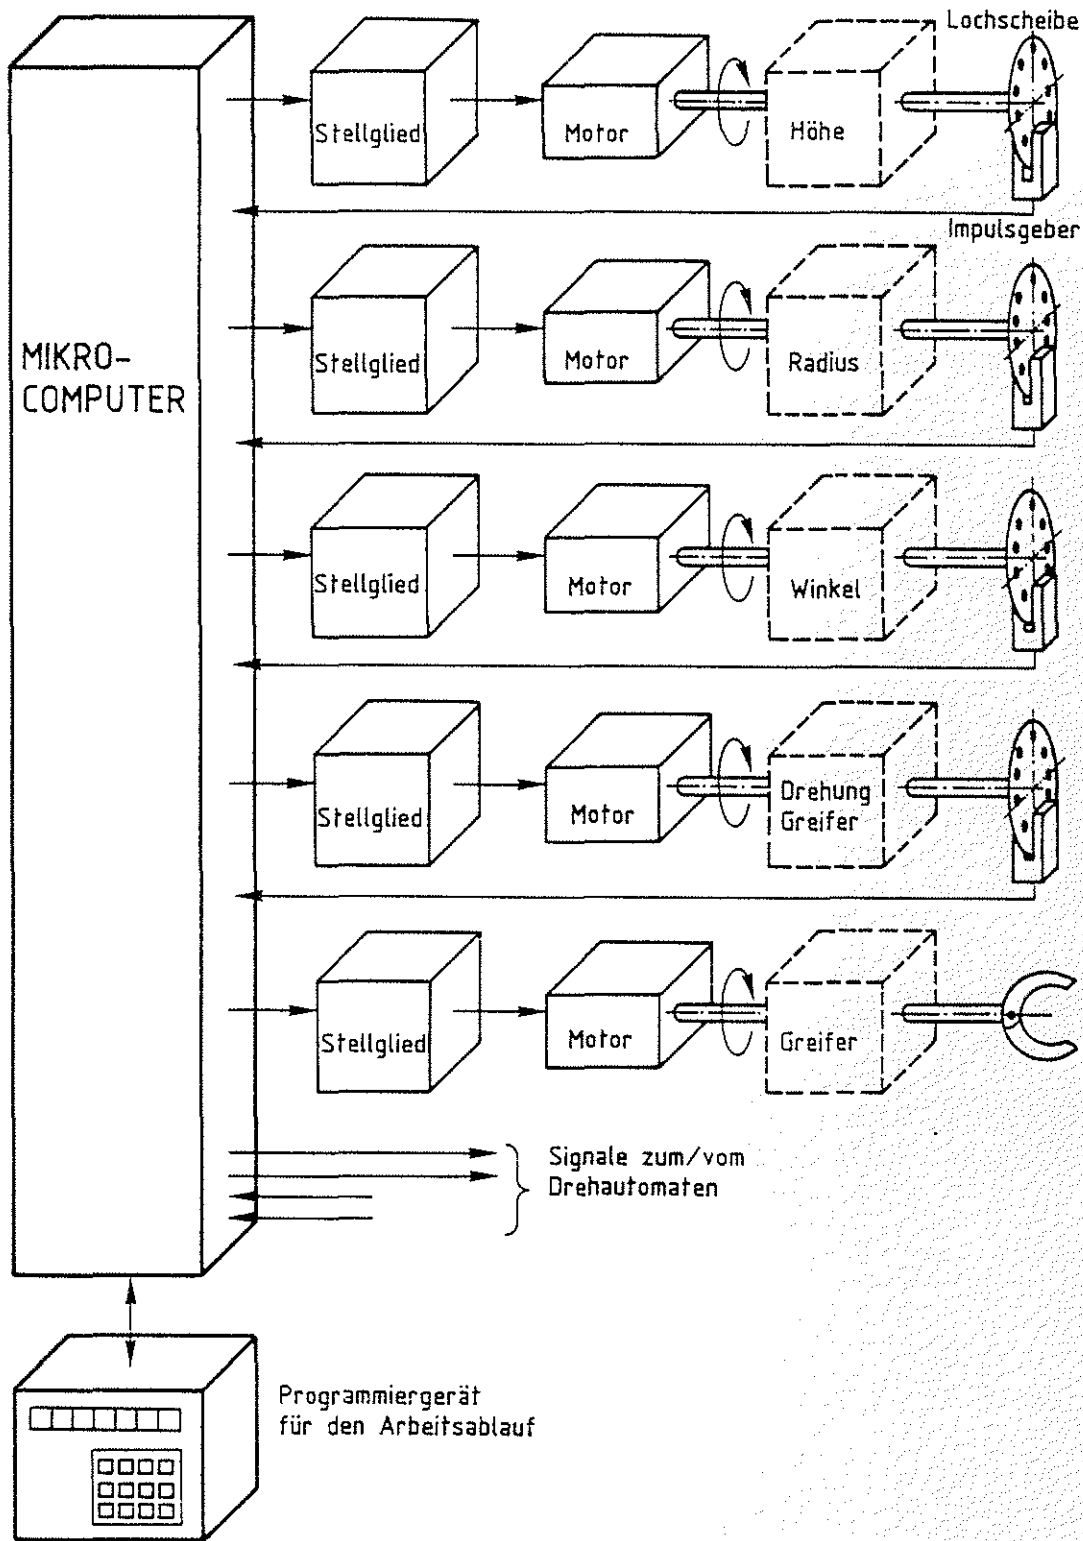 Lochscheibe
Stellglied
Motor
Höhe
Impulsgeber
MIKRO-
COMPUTER
Stellglied
Motor
Radius
Stellglied
Motor
Winkel
Stellglied
Motor
Drehung
Greifer
Stellglied
Motor
Greifer
Signale zum/vom
Drehautomaten
Programmiergerät
für den Arbeitsablauf